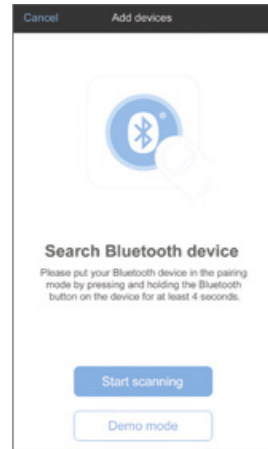 Cancel Add devices
Search Bluetooth device
Please put your Bluetooth device in the pairing
mode by pressing and holding the Bluetooth
button on the device for at least 4 seconds.
Start scanning
Demo mode